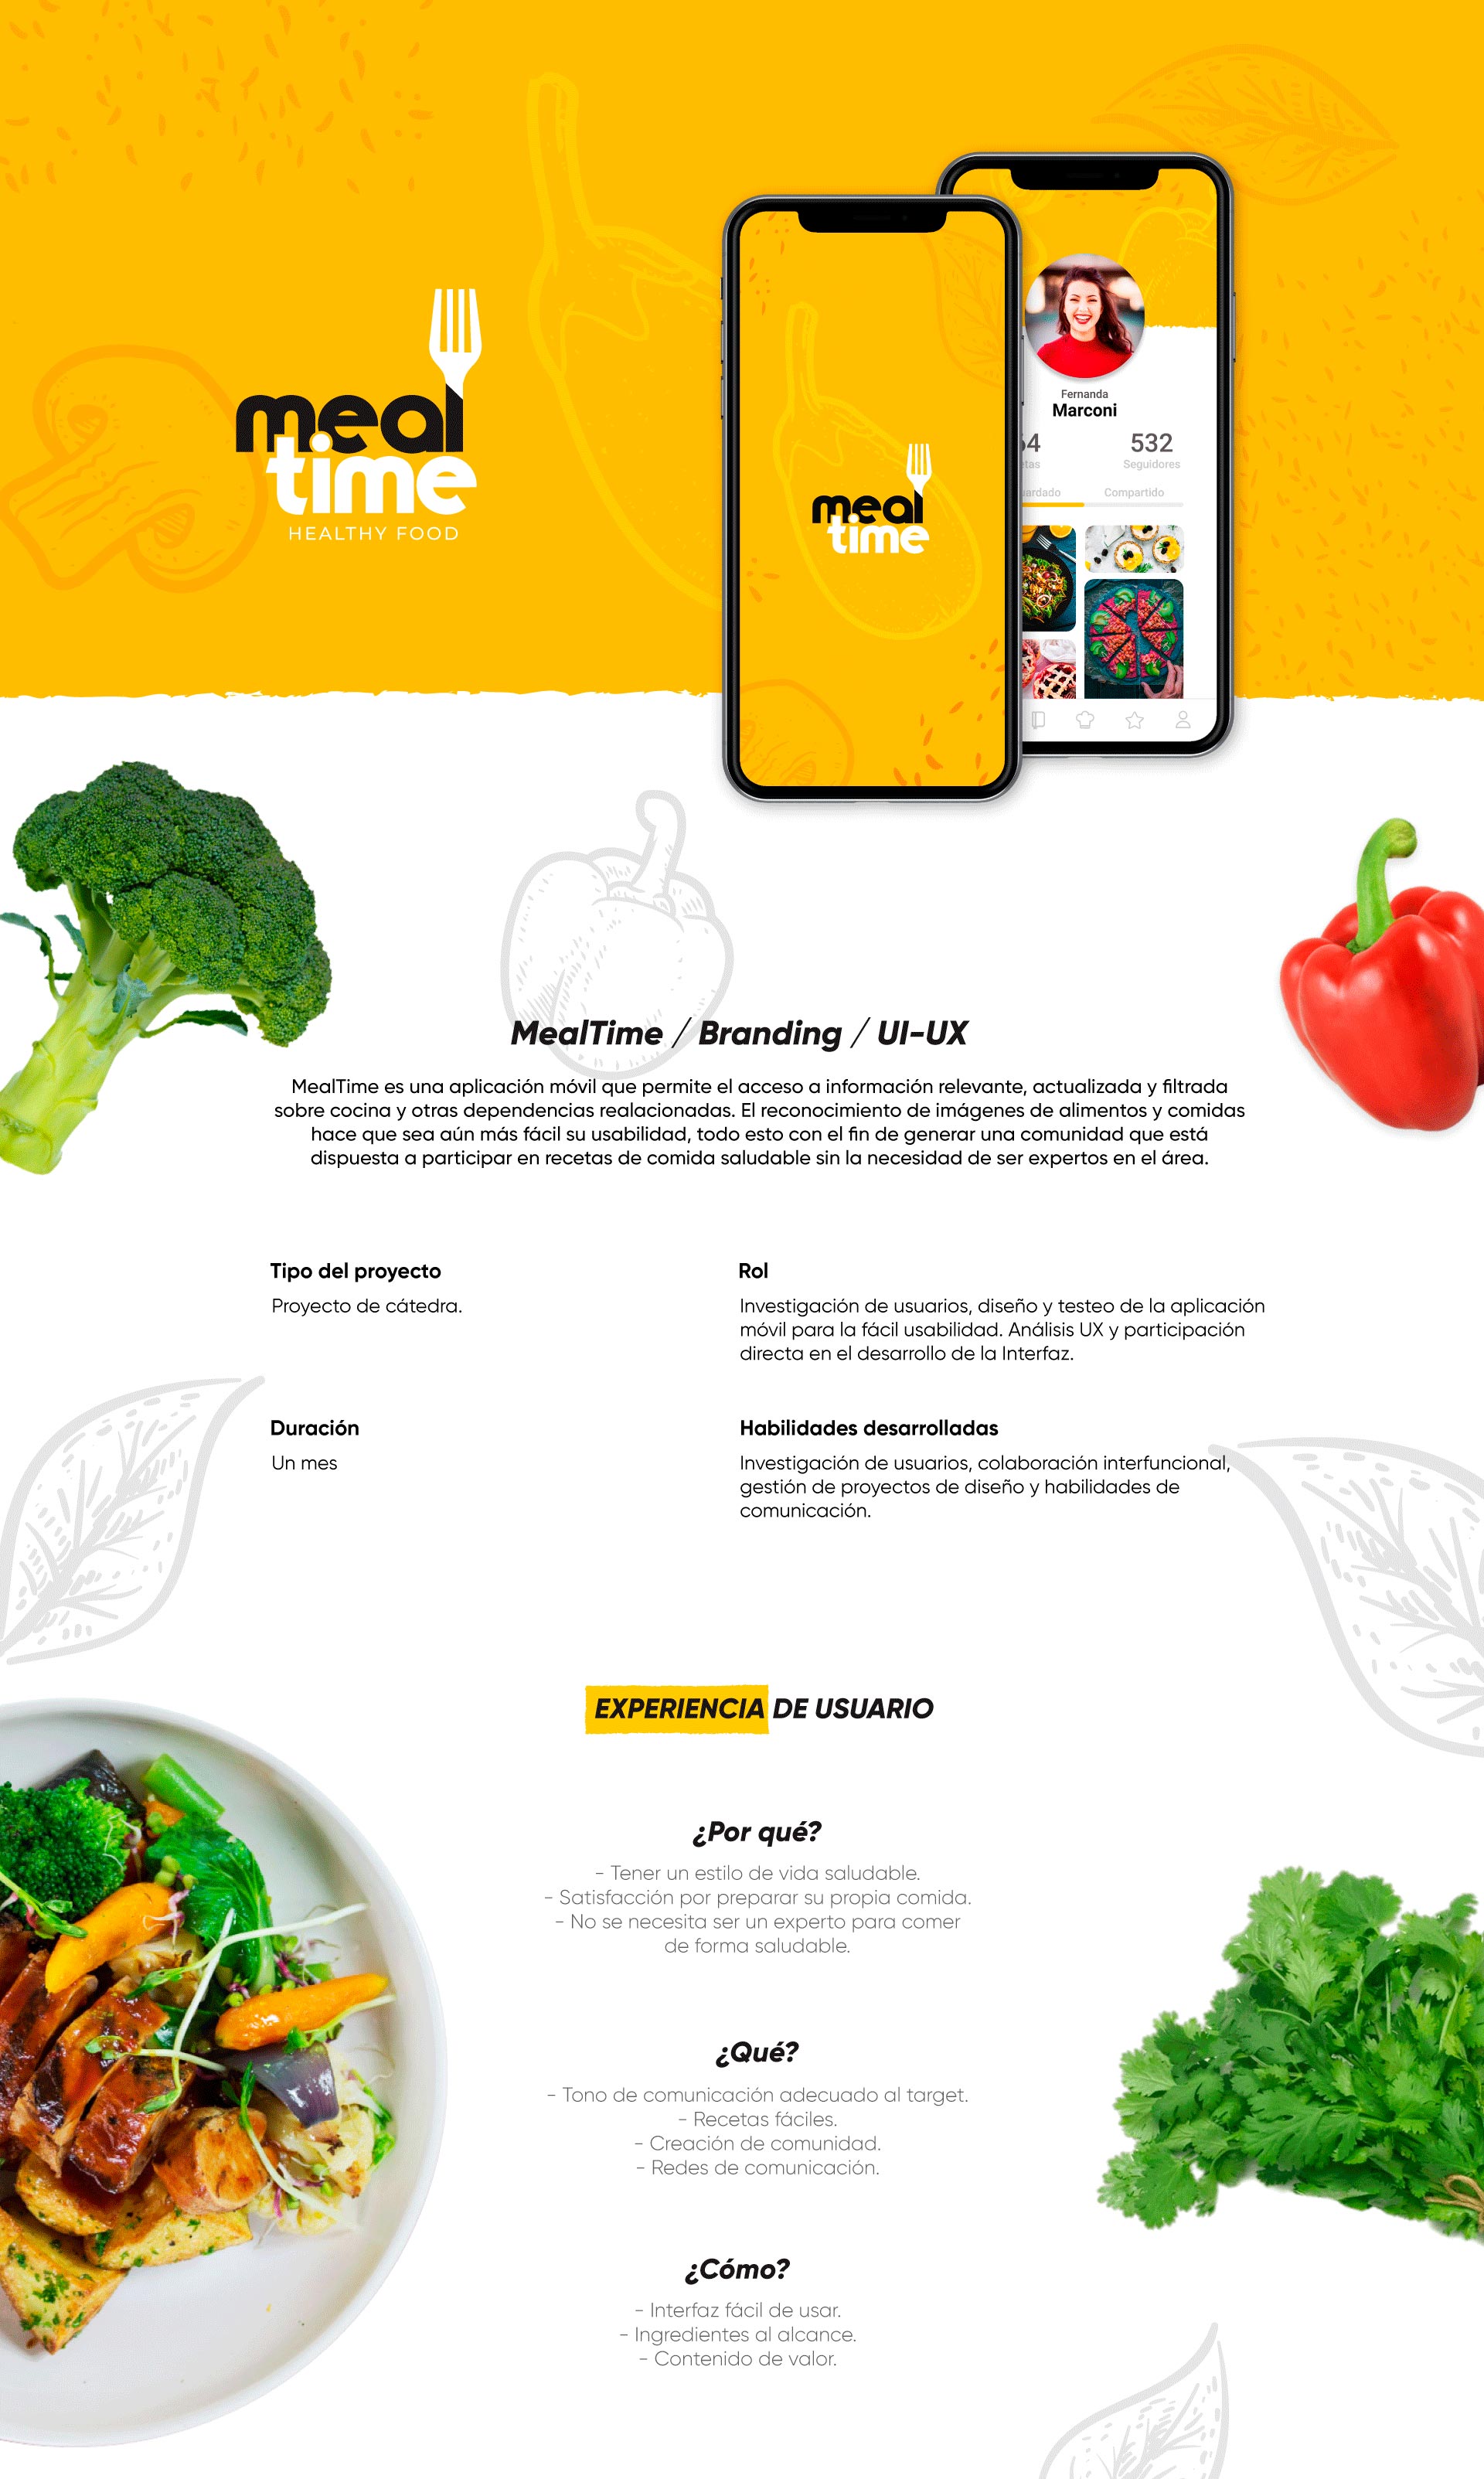 meal
time
HEALTHY FOOD
meal
time
Fernanda
Marconi
532
Seguidores
Compartido
MealTime / Branding / UI-UX
MealTime es una aplicación móvil que permite el acceso a información relevante, actualizada y filtrada
sobre cocina y otras dependencias realacionadas. El reconocimiento de imágenes de alimentos y comidas
hace que sea aún más fácil su usabilidad, todo esto con el fin de generar una comunidad que está
dispuesta a participar en recetas de comida saludable sin la necesidad de ser expertos en el área.
Tipo del proyecto
Proyecto de cátedra.
Rol
Investigación de usuarios, diseño y testeo de la aplicación
móvil para la fácil usabilidad. Análisis UX y participación
directa en el desarrollo de la Interfaz.
Duración
Un mes
Habilidades desarrolladas
Investigación de usuarios, colaboración interfuncional,
gestión de proyectos de diseño y habilidades de
comunicación.
EXPERIENCIA DE USUARIO
¿Por qué?
- Tener un estilo de vida saludable.
- Satisfacción por preparar su propia comida.
- No se necesita ser un experto para comer
de forma saludable.
¿Qué?
- Tono de comunicación adecuado al target.
- Recetas fáciles.
- Creación de comunidad.
- Redes de comunicación.
¿Cómo?
- Interfaz fácil de usar.
- Ingredientes al alcance.
- Contenido de valor.